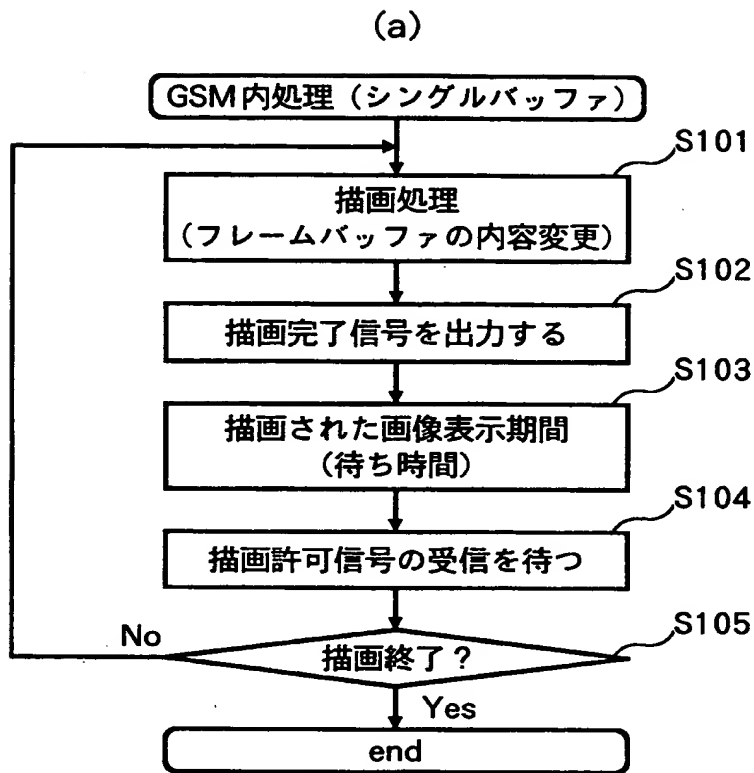 (a)
GSM内処理（シングルバッファ）
S101
描画処理
（フレームバッファの内容変更）
S102
描画完了信号を出力する
S103
描画された画像表示期間
（待ち時間）
S104
描画許可信号の受信を待つ
S105
No
描画終了？
Yes
end